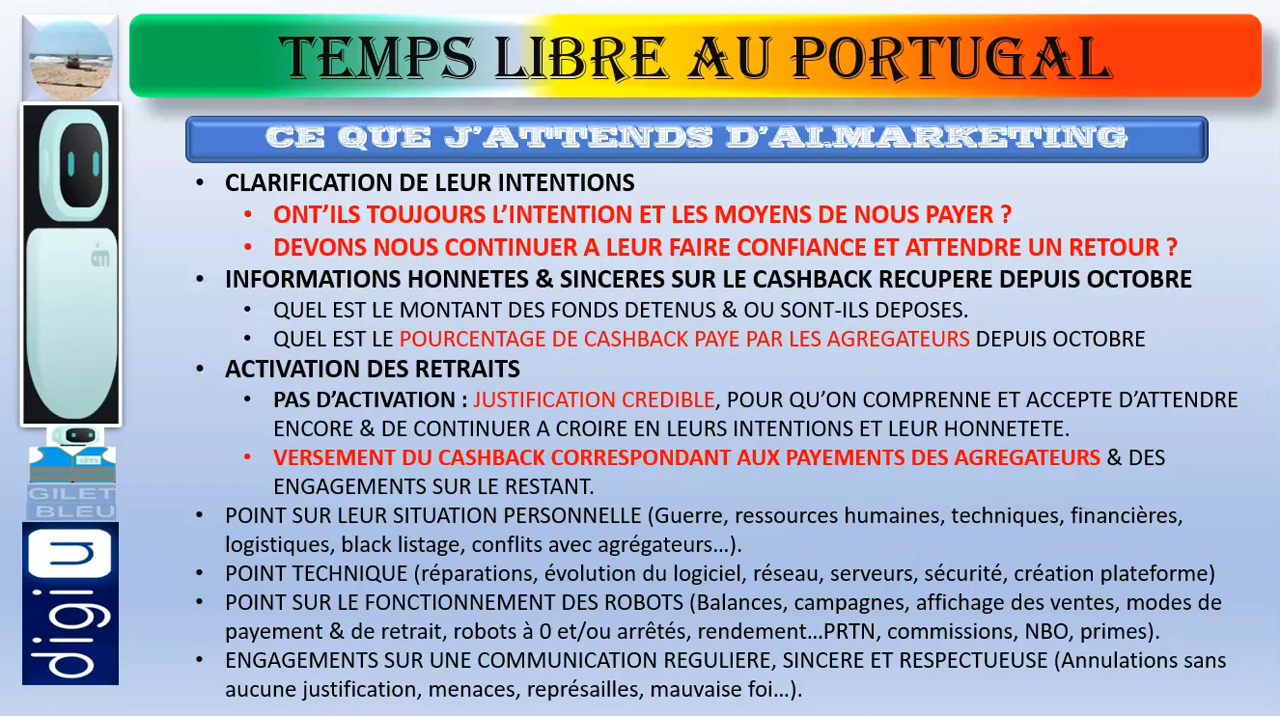 TEMPS LIBRE AU PORTUGAL
CE QUE J'ATTENDS D'AI.MARKETING
• CLARIFICATION DE LEUR INTENTIONS
• ONT'ILS TOUJOURS L'INTENTION ET LES MOYENS DE NOUS PAYER ?
• DEVONS NOUS CONTINUER A LEUR FAIRE CONFIANCE ET ATTENDRE UN RETOUR ?
• INFORMATIONS HONNETES & SINCERES SUR LE CASHBACK RECUPERE DEPUIS OCTOBRE
• QUEL EST LE MONTANT DES FONDS DETENUS & OU SONT-ILS DEPOSES.
• QUEL EST LE POURCENTAGE DE CASHBACK PAYE PAR LES AGREGATEURS DEPUIS OCTOBRE
• ACTIVATION DES RETRAITS
• PAS D'ACTIVATION : JUSTIFICATION CREDIBLE, POUR QU'ON COMPRENNE ET ACCEPTE D'ATTENDRE
ENCORE & DE CONTINUER A CROIRE EN LEURS INTENTIONS ET LEUR HONNETETE.
• VERSEMENT DU CASHBACK CORRESPONDANT AUX PAYEMENTS DES AGREGATEURS & DES
ENGAGEMENTS SUR LE RESTANT.
• POINT SUR LEUR SITUATION PERSONNELLE (Guerre, ressources humaines, techniques, financières,
logistiques, black listage, conflits avec agrégateurs…).
• POINT TECHNIQUE (réparations, évolution du logiciel, réseau, serveurs, sécurité, création plateforme)
• POINT SUR LE FONCTIONNEMENT DES ROBOTS (Balances, campagnes, affichage des ventes, modes de
payement & de retrait, robots à 0 et/ou arrêtés, rendement…PRTN, commissions, NBO, primes).
• ENGAGEMENTS SUR UNE COMMUNICATION REGULIERE, SINCERE ET RESPECTUEUSE (Annulations sans
aucune justification, menaces, représailles, mauvaise foi…).
aim
GILET
BLEU
digiu